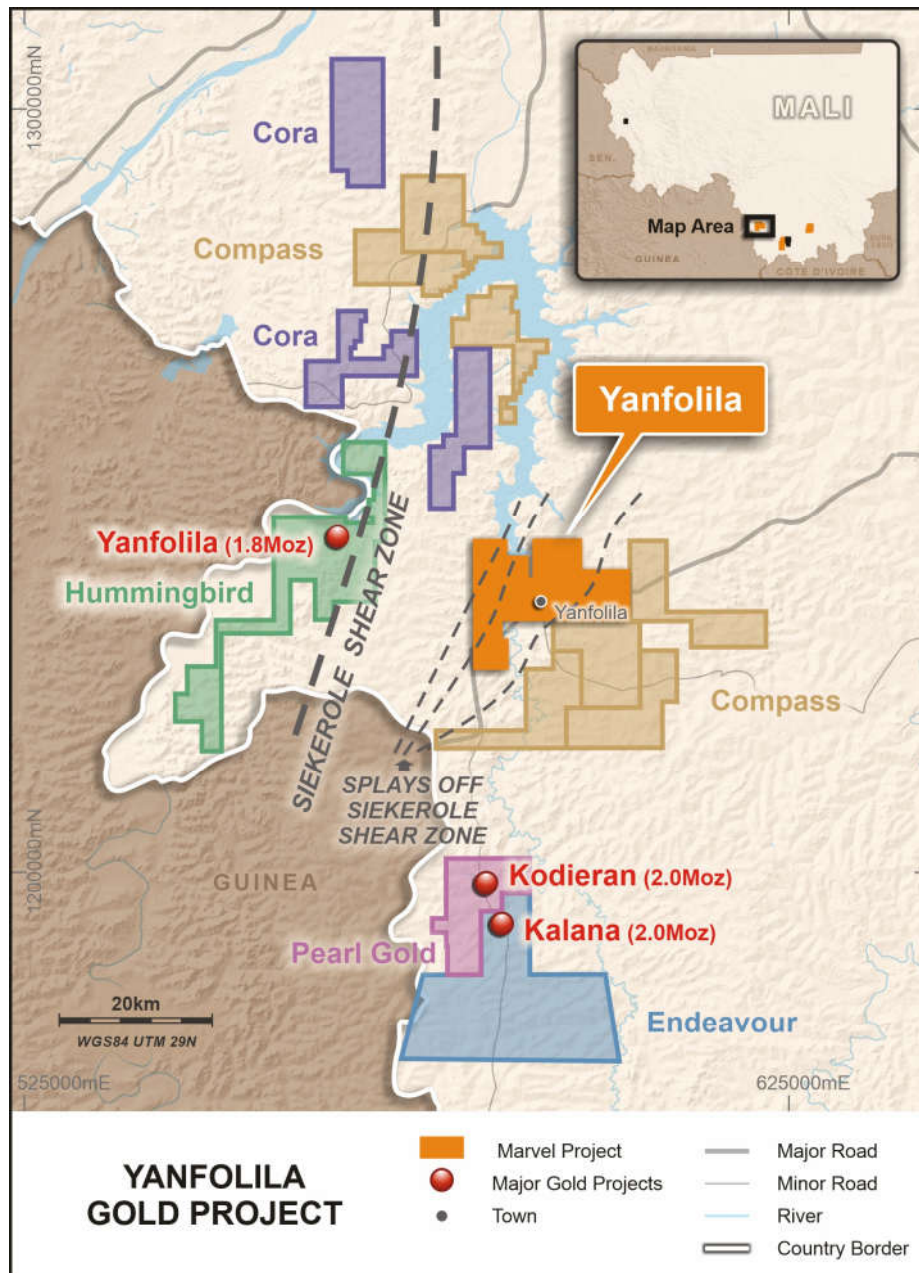 1300000mN
Cora
Compass
Cora
MAURITANIA
MALI
SEN.
Map Area
GUINEA
CÔTE D'IVOIRE
Yanfolila
Yanfolila (1.8Moz)
Hummingbird
SIEKEROLE SHEAR ZONE
Yanfolila
Compass
SPLAYS OFF
SIEKEROLE
SHEAR ZONE
1200000mN
GUINEA
Kodieran (2.0Moz)
Kalana (2.0Moz)
Pearl Gold
Endeavour
20km
WGS84 UTM 29N
525000mE
625000mE
YANFOLILA
GOLD PROJECT
Marvel Project
Major Gold Projects
Town
Major Road
Minor Road
River
Country Border